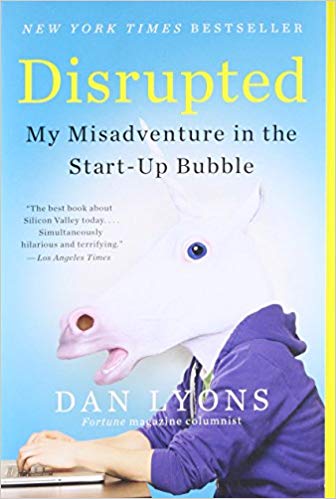 NEW YORK TIMES BESTSELLER
Disrupted
My Misadventure in the
Start-Up Bubble
"The best book about
Silicon Valley today. . . .
Simultaneously
hilarious and terrifying."
—Los Angeles Times
DAN LYONS
Fortune magazine columnist